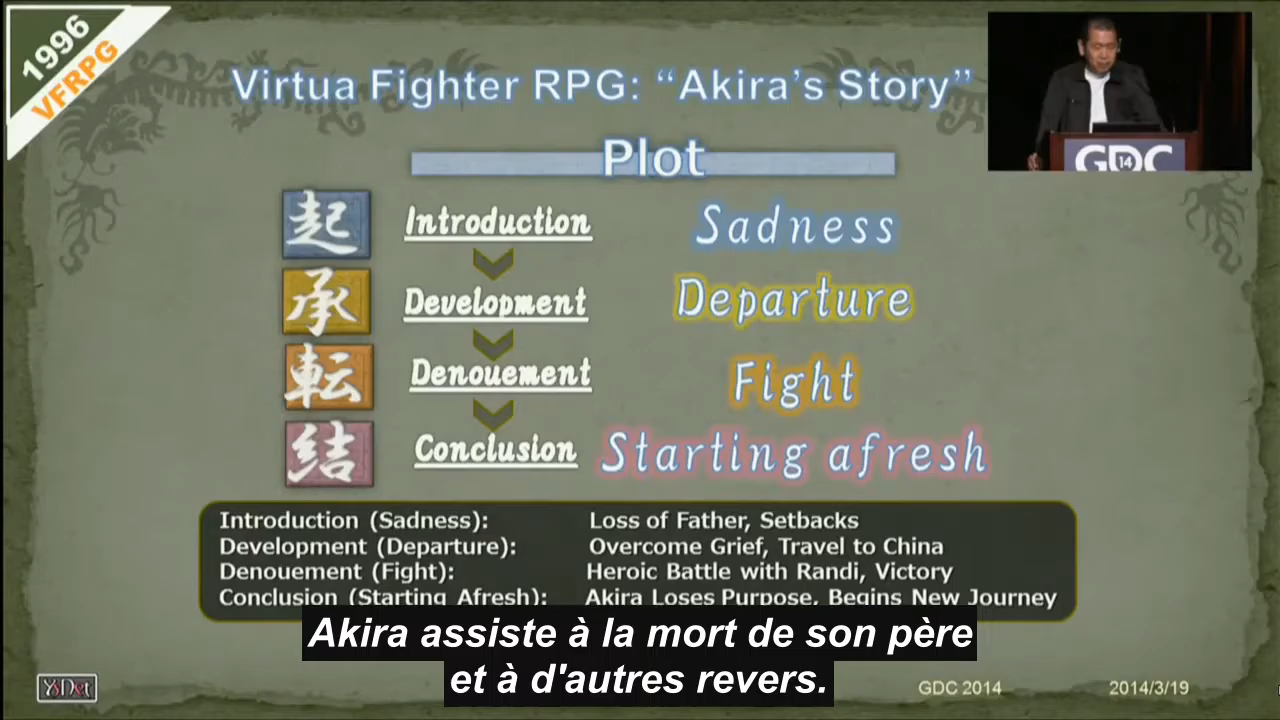 1996
VFRPG
Virtua Fighter RPG: “Akira’s Story”
Plot
起 Introduction Sadness
承 Development Departure
転 Denouement Fight
結 Conclusion Starting afresh
Introduction (Sadness): Loss of Father, Setbacks
Development (Departure): Overcome Grief, Travel to China
Denouement (Fight): Heroic Battle with Randi, Victory
Conclusion (Starting Afresh): Akira Loses Purpose, Begins New Journey
Akira assiste à la mort de son père
et à d'autres revers.
YSNet
GDC 2014
2014/3/19
GDC 14